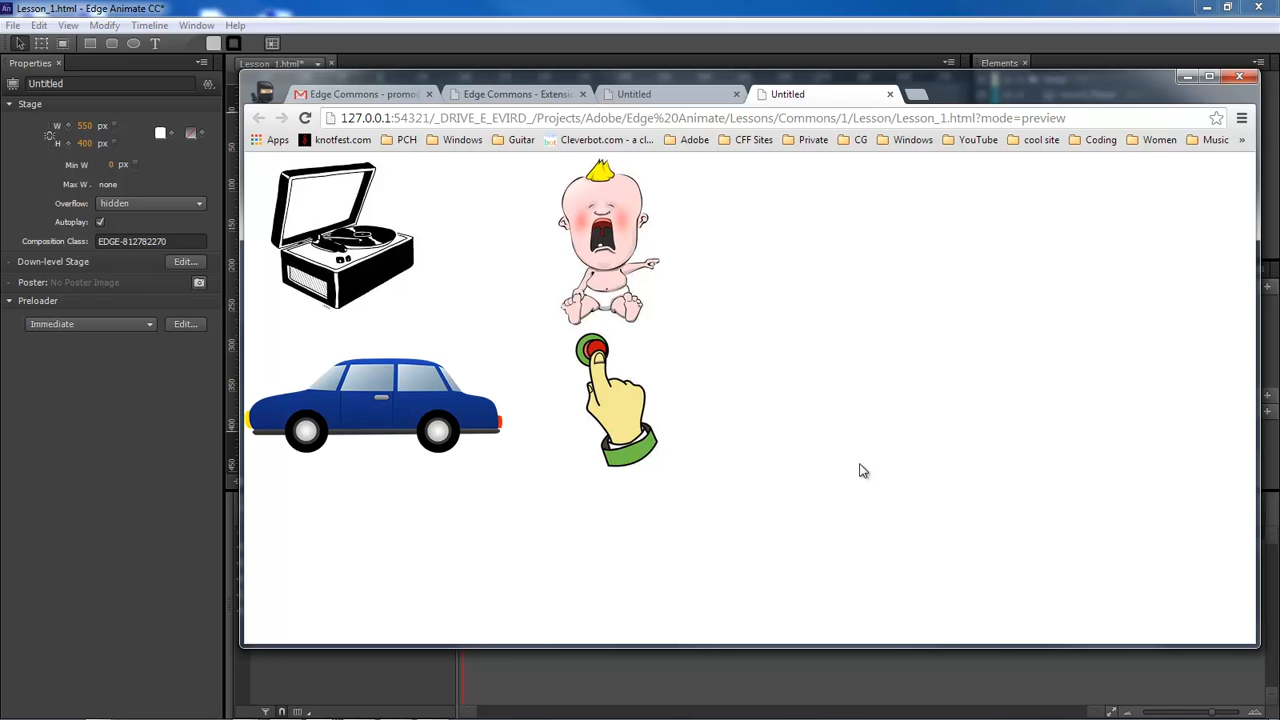 Lesson_1.html* - Edge Animate CC*
File Edit View Modify Timeline Window Help
Properties
Lesson_1.html*
Elements
Untitled
Stage
W 550 px
H 400 px
Min W 0 px
Max W none
Overflow: hidden
Autoplay:
Composition Class: EDGE-812782270
Down-level Stage Edit...
Poster: No Poster Image
Preloader
Immediate Edit...
Edge Commons - promo Edge Commons - Extensi Untitled Untitled
127.0.0.1:54321/_DRIVE_E_EVIRD_/Projects/Adobe/Edge%20Animate/Lessons/Commons/1/Lesson/Lesson_1.html?mode=preview
Apps knotfest.com PCH Windows Guitar Cleverbot.com - a cl... Adobe CFF Sites Private CG Windows YouTube cool site Coding Women Music »